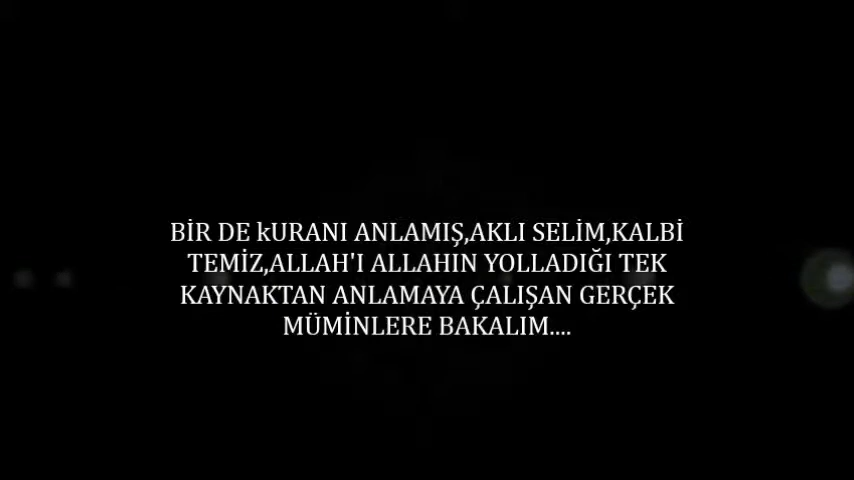 BİR DE kURANI ANLAMIŞ,AKLI SELİM,KALBİ
TEMİZ,ALLAH'I ALLAHIN YOLLADIĞI TEK
KAYNAKTAN ANLAMAYA ÇALIŞAN GERÇEK
MÜMİNLERE BAKALIM....